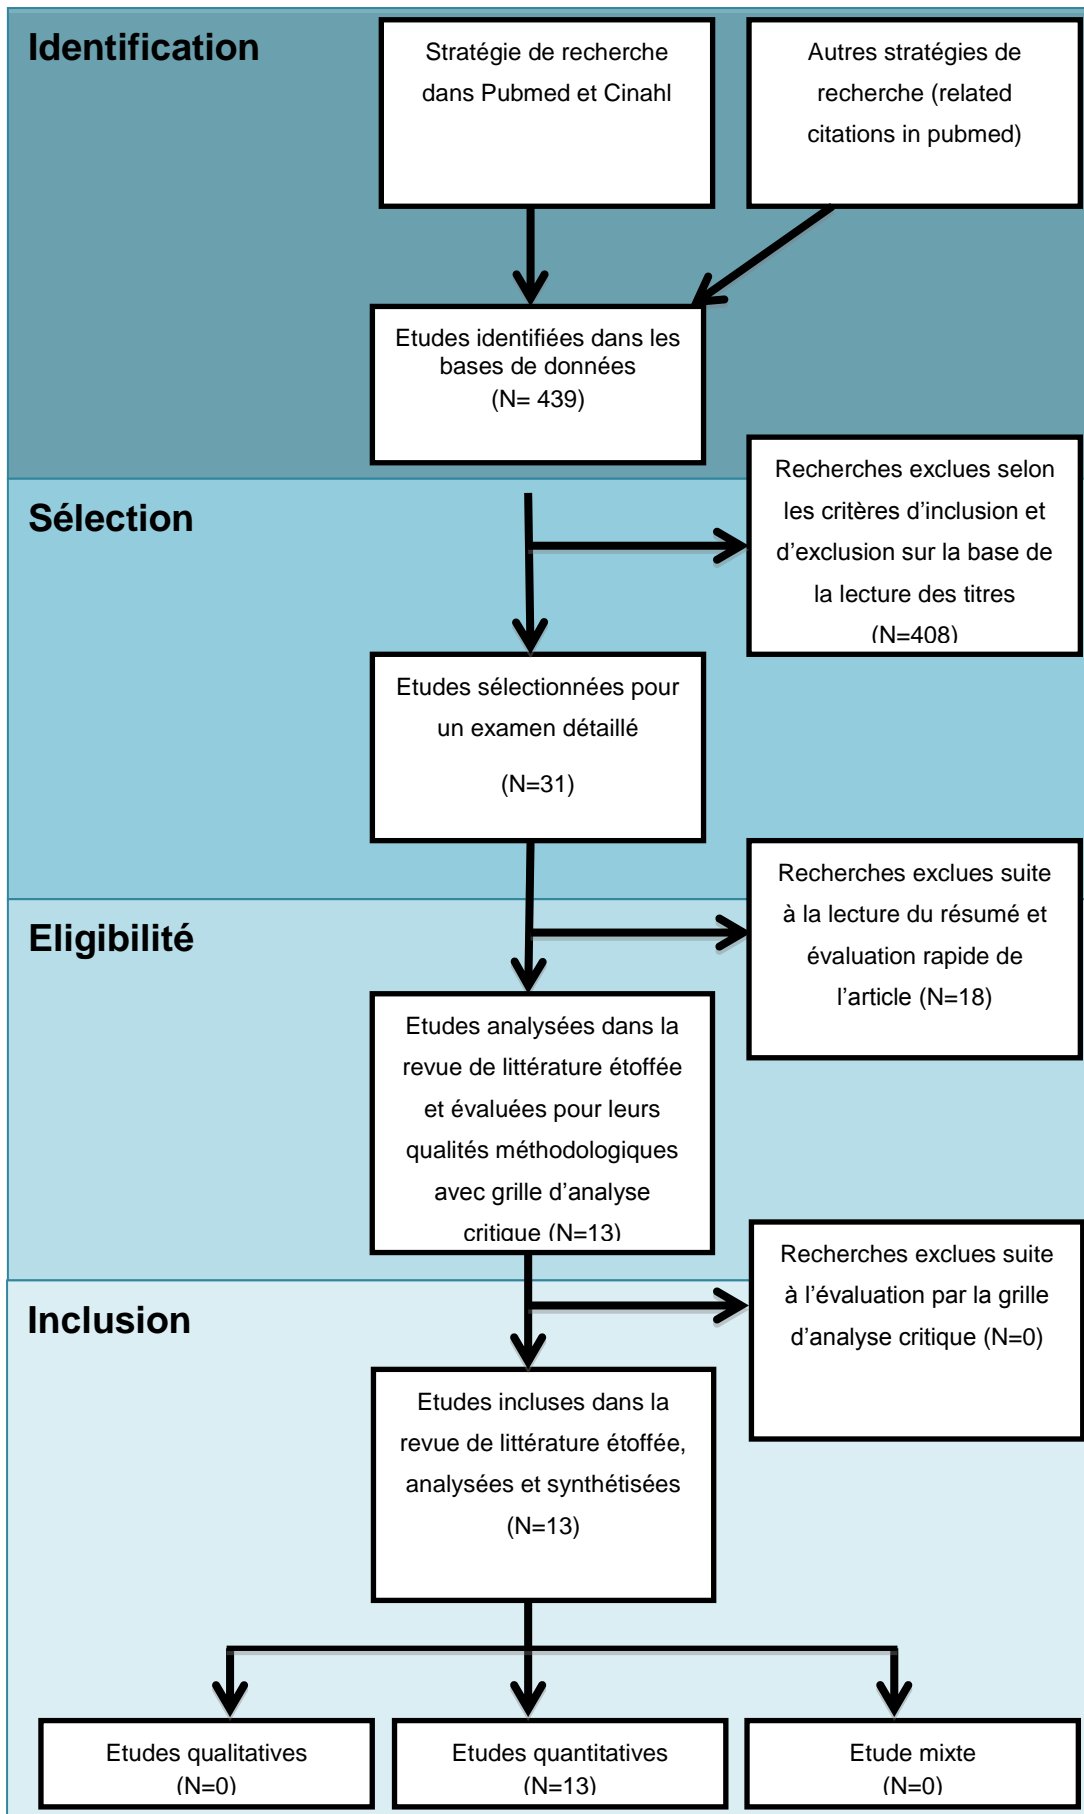 Identification
Stratégie de recherche
dans Pubmed et Cinahl
Autres stratégies de
recherche (related
citations in pubmed)
Etudes identifiées dans les
bases de données
(N= 439)
Sélection
Recherches exclues selon
les critères d’inclusion et
d’exclusion sur la base de
la lecture des titres
(N=408)
Etudes sélectionnées pour
un examen détaillé
(N=31)
Eligibilité
Recherches exclues suite
à la lecture du résumé et
évaluation rapide de
l’article (N=18)
Etudes analysées dans la
revue de littérature étoffée
et évaluées pour leurs
qualités méthodologiques
avec grille d’analyse
critique (N=13)
Inclusion
Recherches exclues suite
à l’évaluation par la grille
d’analyse critique (N=0)
Etudes incluses dans la
revue de littérature étoffée,
analysées et synthétisées
(N=13)
Etudes qualitatives
(N=0)
Etudes quantitatives
(N=13)
Etude mixte
(N=0)